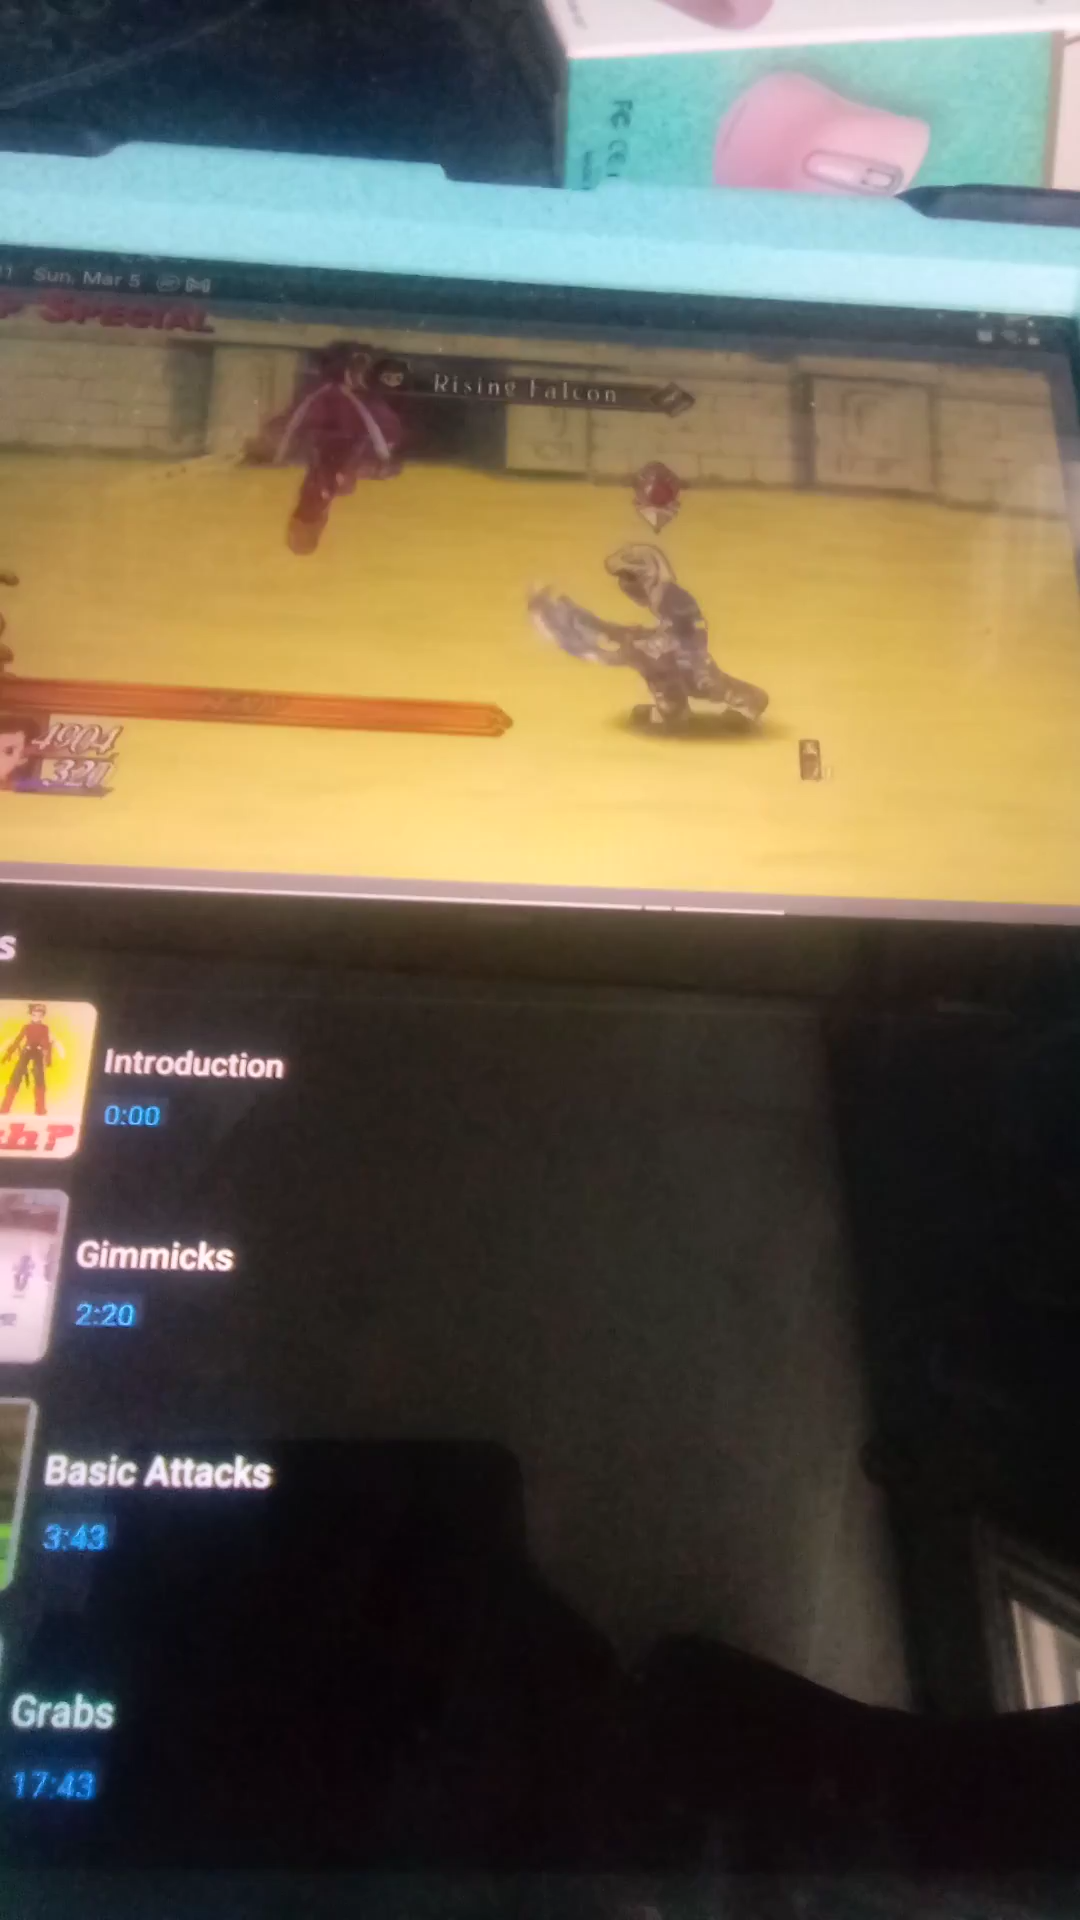 Sun, Mar 5
SPECIAL
Rising Falcon
1904
320
s
Introduction
0:00
Gimmicks
2:20
Basic Attacks
3:43
Grabs
17:43